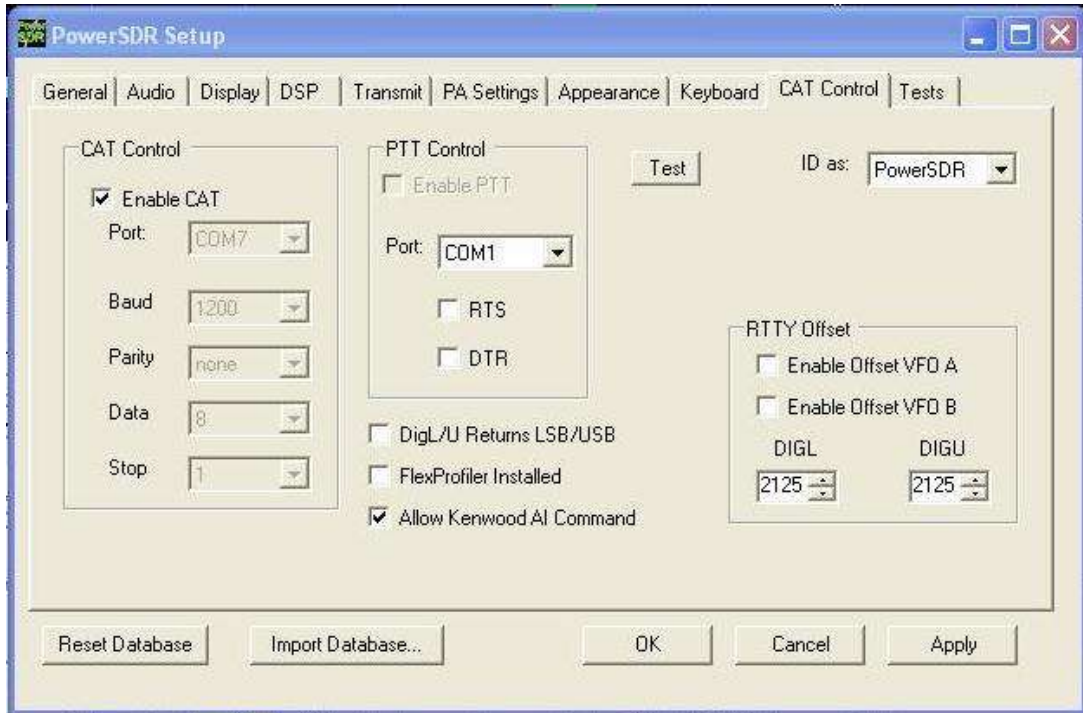 PowerSDR Setup
General Audio Display DSP Transmit PA Settings Appearance Keyboard CAT Control Tests
CAT Control
Enable CAT
Port: COM7
Baud 1200
Parity none
Data 8
Stop 1
PTT Control
Enable PTT
Port: COM1
RTS
DTR
DigL/U Returns LSB/USB
FlexProfiler Installed
Allow Kenwood AI Command
Test
ID as: PowerSDR
RTTY Offset
Enable Offset VFO A
Enable Offset VFO B
DIGL DIGU
2125 2125
Reset Database Import Database... OK Cancel Apply